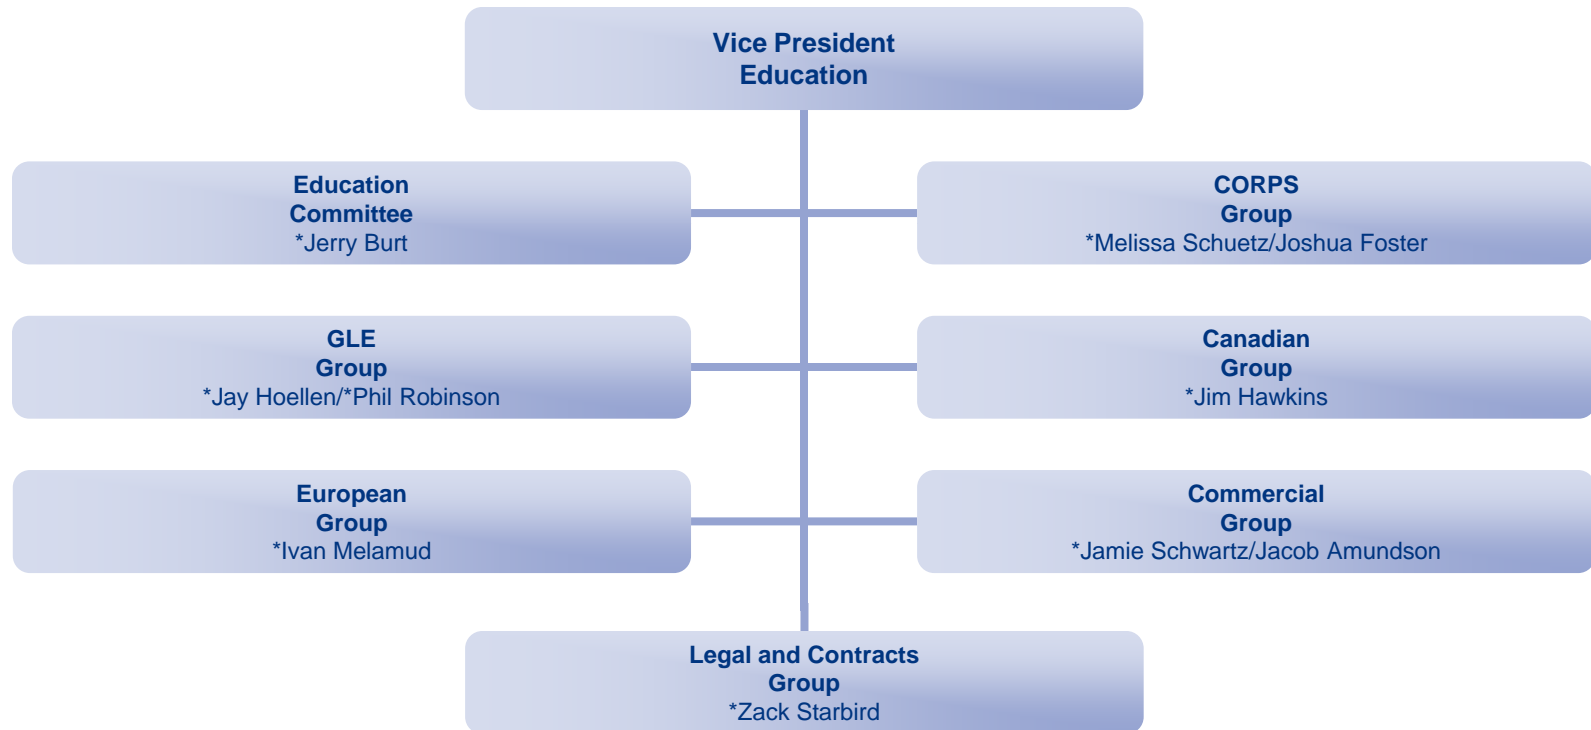 Vice President
Education
Education
Committee
*Jerry Burt
CORPS
Group
*Melissa Schuetz/Joshua Foster
GLE
Group
*Jay Hoellen/*Phil Robinson
Canadian
Group
*Jim Hawkins
European
Group
*Ivan Melamud
Commercial
Group
*Jamie Schwartz/Jacob Amundson
Legal and Contracts
Group
*Zack Starbird